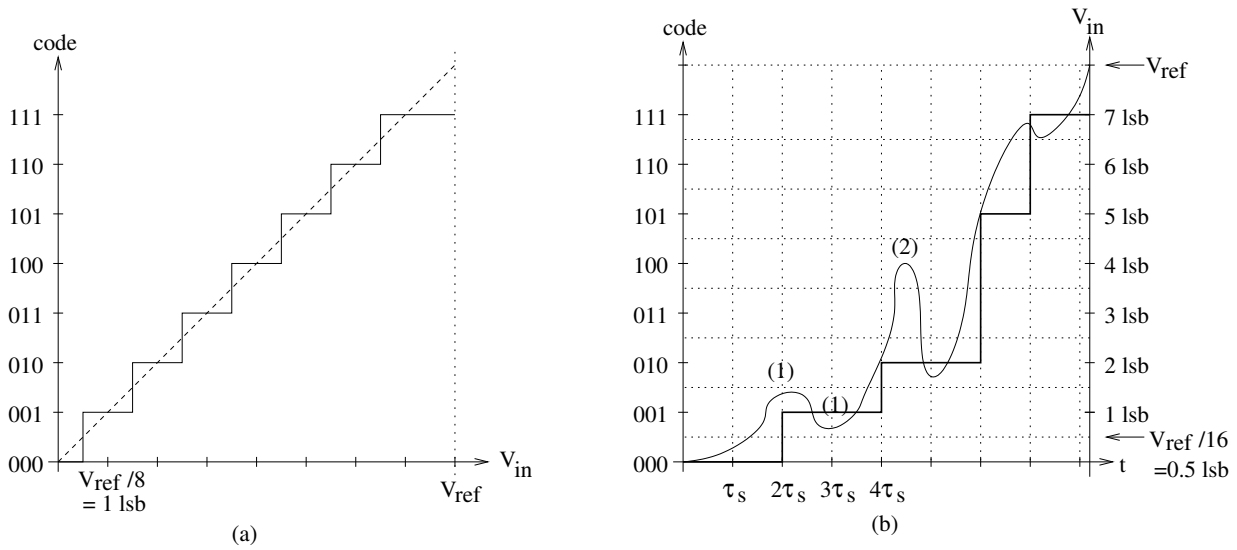 code
111
110
101
100
011
010
001
000
V_ref /8
= 1 lsb
V_in
V_ref
(a)
code
V_in
V_ref
111
7 lsb
110
6 lsb
101
5 lsb
(2)
100
4 lsb
011
3 lsb
010
2 lsb
(1)
(1)
001
1 lsb
V_ref /16
=0.5 lsb
000
t
τ_s
2τ_s
3τ_s
4τ_s
(b)